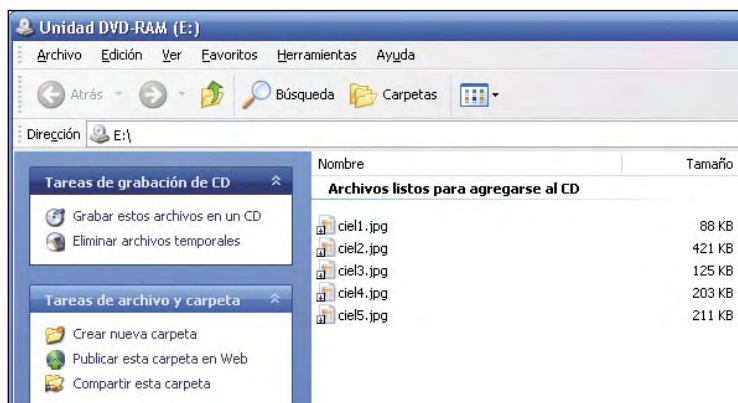 Unidad DVD-RAM (E:)
Archivo Edición Ver Favoritos Herramientas Ayuda
Atrás Búsqueda Carpetas
Dirección E:\
Tareas de grabación de CD
Grabar estos archivos en un CD
Eliminar archivos temporales
Tareas de archivo y carpeta
Crear nueva carpeta
Publicar esta carpeta en Web
Compartir esta carpeta
Nombre Tamaño
Archivos listos para agregarse al CD
ciel1.jpg 88 KB
ciel2.jpg 421 KB
ciel3.jpg 125 KB
ciel4.jpg 203 KB
ciel5.jpg 211 KB